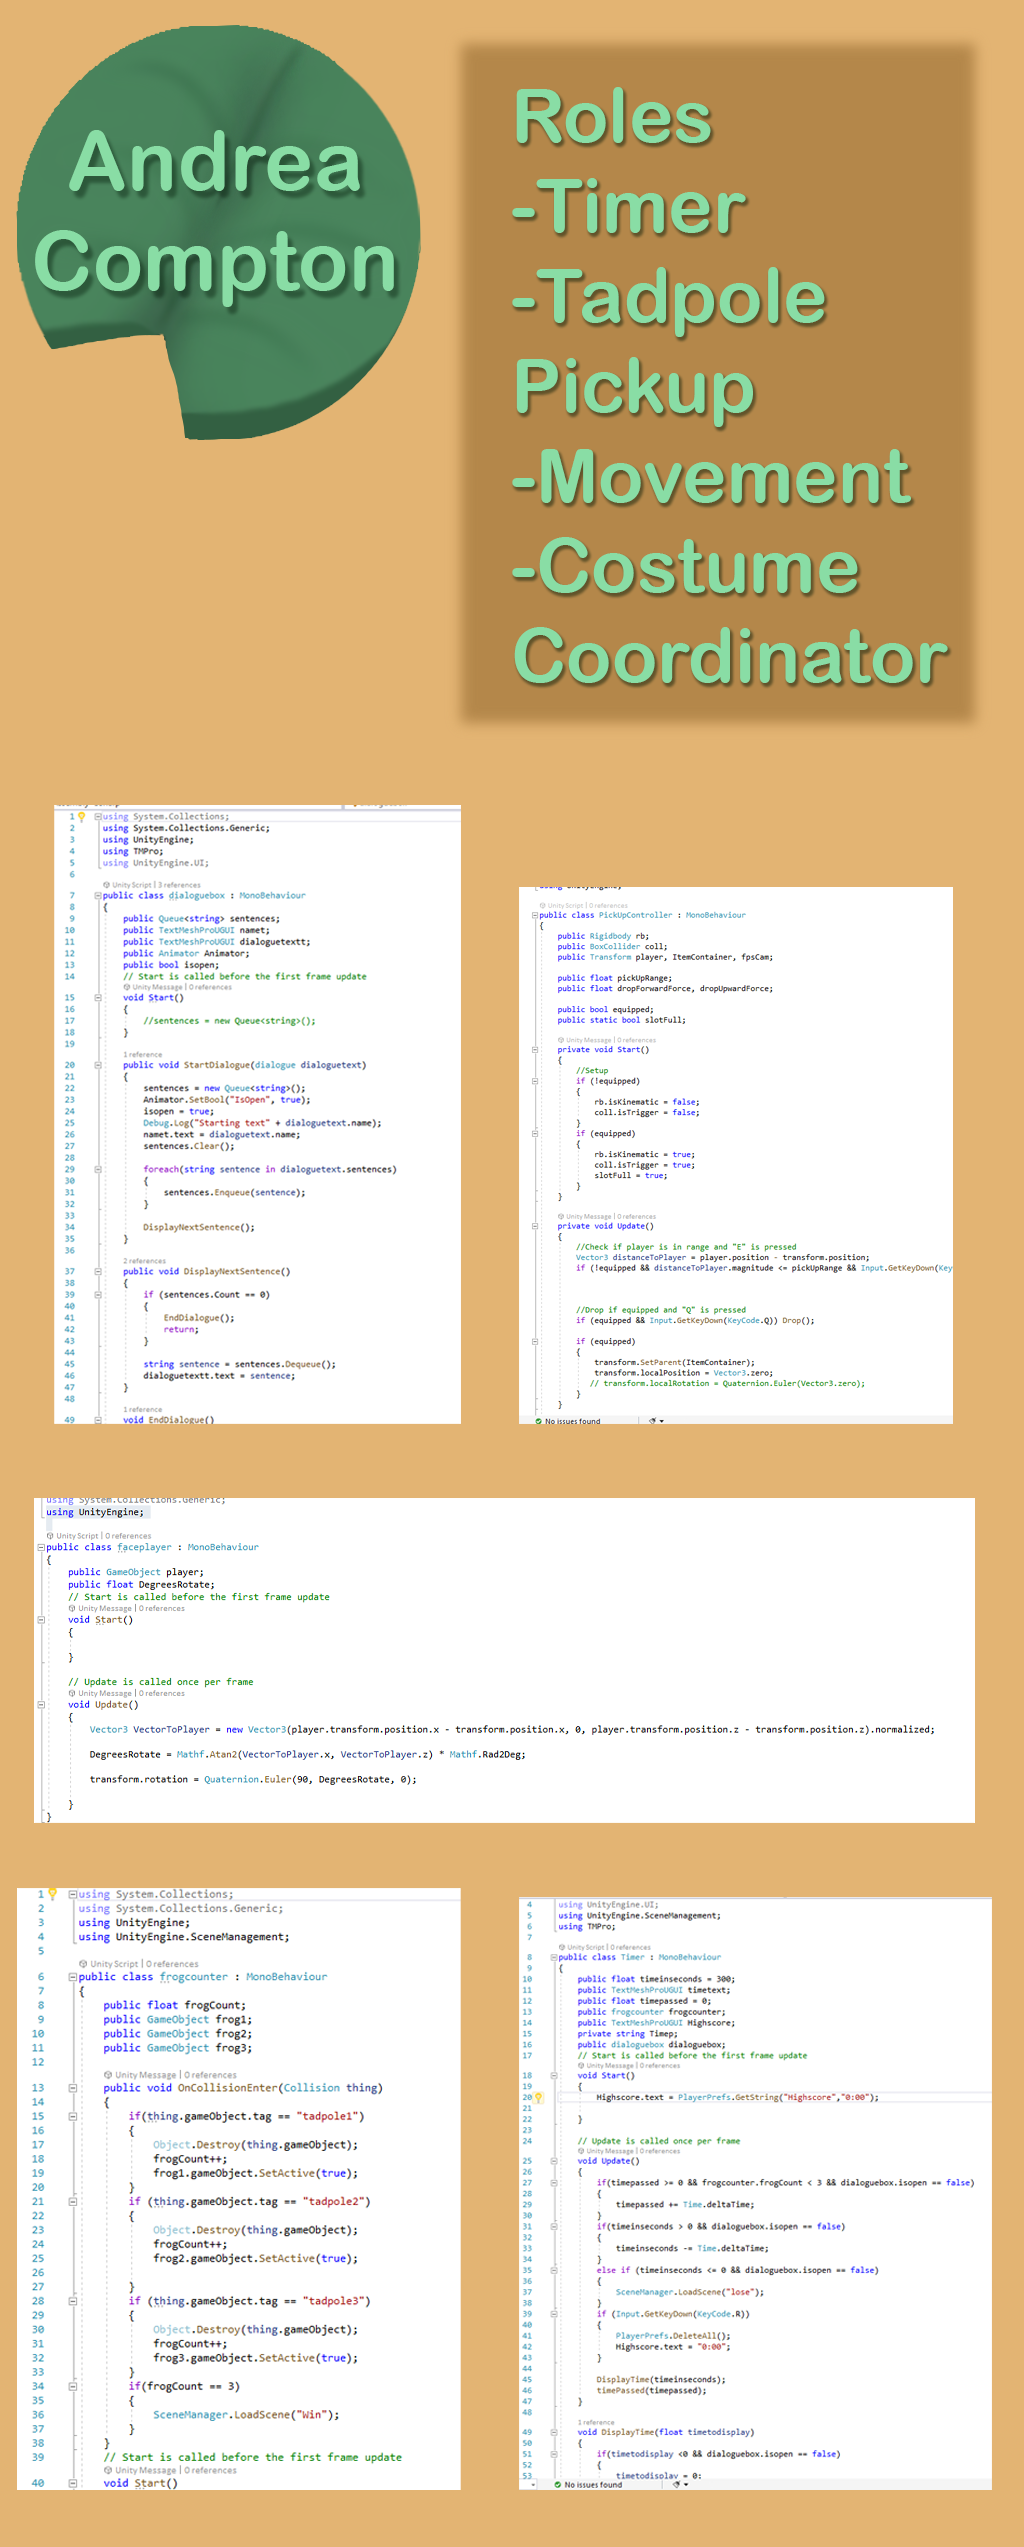 Andrea
Compton
Roles
-Timer
-Tadpole
Pickup
-Movement
-Costume
Coordinator
1 using System.Collections;
2 using System.Collections.Generic;
3 using UnityEngine;
4 using TMPro;
5 using UnityEngine.UI;
6
Unity Script | 3 references
7 public class dialoguebox : MonoBehaviour
8 {
9 public Queue<string> sentences;
10 public TextMeshProUGUI namet;
11 public TextMeshProUGUI dialoguetextt;
12 public Animator Animator;
13 public bool isopen;
14 // Start is called before the first frame update
Unity Message | 0 references
15 void Start()
16 {
17 //sentences = new Queue<string>();
18 }
19
1 reference
20 public void StartDialogue(dialogue dialoguetext)
21 {
22 sentences = new Queue<string>();
23 Animator.SetBool("IsOpen", true);
24 isopen = true;
25 Debug.Log("Starting text" + dialoguetext.name);
26 namet.text = dialoguetext.name;
27 sentences.Clear();
28
29 foreach(string sentence in dialoguetext.sentences)
30 {
31 sentences.Enqueue(sentence);
32 }
33
34 DisplayNextSentence();
35 }
36
2 references
37 public void DisplayNextSentence()
38 {
39 if (sentences.Count == 0)
40 {
41 EndDialogue();
42 return;
43 }
44
45 string sentence = sentences.Dequeue();
46 dialoguetextt.text = sentence;
47 }
48
1 reference
49 void EndDialogue()
using UnityEngine;
Unity Script | 0 references
public class PickUpController : MonoBehaviour
{
public Rigidbody rb;
public BoxCollider coll;
public Transform player, ItemContainer, fpsCam;
public float pickUpRange;
public float dropForwardForce, dropUpwardForce;
public bool equipped;
public static bool slotFull;
Unity Message | 0 references
private void Start()
{
//Setup
if (!equipped)
{
rb.isKinematic = false;
coll.isTrigger = false;
}
if (equipped)
{
rb.isKinematic = true;
coll.isTrigger = true;
slotFull = true;
}
}
Unity Message | 0 references
private void Update()
{
//Check if player is in range and "E" is pressed
Vector3 distanceToPlayer = player.position - transform.position;
if (!equipped && distanceToPlayer.magnitude <= pickUpRange && Input.GetKeyDown(Key
//Drop if equipped and "Q" is pressed
if (equipped && Input.GetKeyDown(KeyCode.Q)) Drop();
if (equipped)
{
transform.SetParent(ItemContainer);
transform.localPosition = Vector3.zero;
// transform.localRotation = Quaternion.Euler(Vector3.zero);
}
}
No issues found
using System.Collections.Generic;
using UnityEngine;
Unity Script | 0 references
public class faceplayer : MonoBehaviour
{
public GameObject player;
public float DegreesRotate;
// Start is called before the first frame update
Unity Message | 0 references
void Start()
{
}
// Update is called once per frame
Unity Message | 0 references
void Update()
{
Vector3 VectorToPlayer = new Vector3(player.transform.position.x - transform.position.x, 0, player.transform.position.z - transform.position.z).normalized;
DegreesRotate = Mathf.Atan2(VectorToPlayer.x, VectorToPlayer.z) * Mathf.Rad2Deg;
transform.rotation = Quaternion.Euler(90, DegreesRotate, 0);
}
}
1 using System.Collections;
2 using System.Collections.Generic;
3 using UnityEngine;
4 using UnityEngine.SceneManagement;
5
Unity Script | 0 references
6 public class frogcounter : MonoBehaviour
7 {
8 public float frogCount;
9 public GameObject frog1;
10 public GameObject frog2;
11 public GameObject frog3;
12
Unity Message | 0 references
13 public void OnCollisionEnter(Collision thing)
14 {
15 if(thing.gameObject.tag == "tadpole1")
16 {
17 Object.Destroy(thing.gameObject);
18 frogCount++;
19 frog1.gameObject.SetActive(true);
20 }
21 if (thing.gameObject.tag == "tadpole2")
22 {
23 Object.Destroy(thing.gameObject);
24 frogCount++;
25 frog2.gameObject.SetActive(true);
26
27 }
28 if (thing.gameObject.tag == "tadpole3")
29 {
30 Object.Destroy(thing.gameObject);
31 frogCount++;
32 frog3.gameObject.SetActive(true);
33 }
34 if(frogCount == 3)
35 {
36 SceneManager.LoadScene("Win");
37 }
38 }
39 // Start is called before the first frame update
Unity Message | 0 references
40 void Start()
4 using UnityEngine.UI;
5 using UnityEngine.SceneManagement;
6 using TMPro;
7
Unity Script | 0 references
8 public class Timer : MonoBehaviour
9 {
10 public float timeinseconds = 300;
11 public TextMeshProUGUI timetext;
12 public float timepassed = 0;
13 public frogcounter frogcounter;
14 public TextMeshProUGUI Highscore;
15 private string Timep;
16 public dialoguebox dialoguebox;
17 // Start is called before the first frame update
Unity Message | 0 references
18 void Start()
19 {
20 Highscore.text = PlayerPrefs.GetString("Highscore","0:00");
21
22 }
23
24 // Update is called once per frame
Unity Message | 0 references
25 void Update()
26 {
27 if(timepassed >= 0 && frogcounter.frogCount < 3 && dialoguebox.isopen == false)
28 {
29 timepassed += Time.deltaTime;
30 }
31 if(timeinseconds > 0 && dialoguebox.isopen == false)
32 {
33 timeinseconds -= Time.deltaTime;
34 }
35 else if (timeinseconds <= 0 && dialoguebox.isopen == false)
36 {
37 SceneManager.LoadScene("lose");
38 }
39 if (Input.GetKeyDown(KeyCode.R))
40 {
41 PlayerPrefs.DeleteAll();
42 Highscore.text = "0:00";
43 }
44
45 DisplayTime(timeinseconds);
46 timePassed(timepassed);
47 }
48
1 reference
49 void DisplayTime(float timetodisplay)
50 {
51 if(timetodisplay <0 && dialoguebox.isopen == false)
52 {
53 timetodisplay = 0;
No issues found